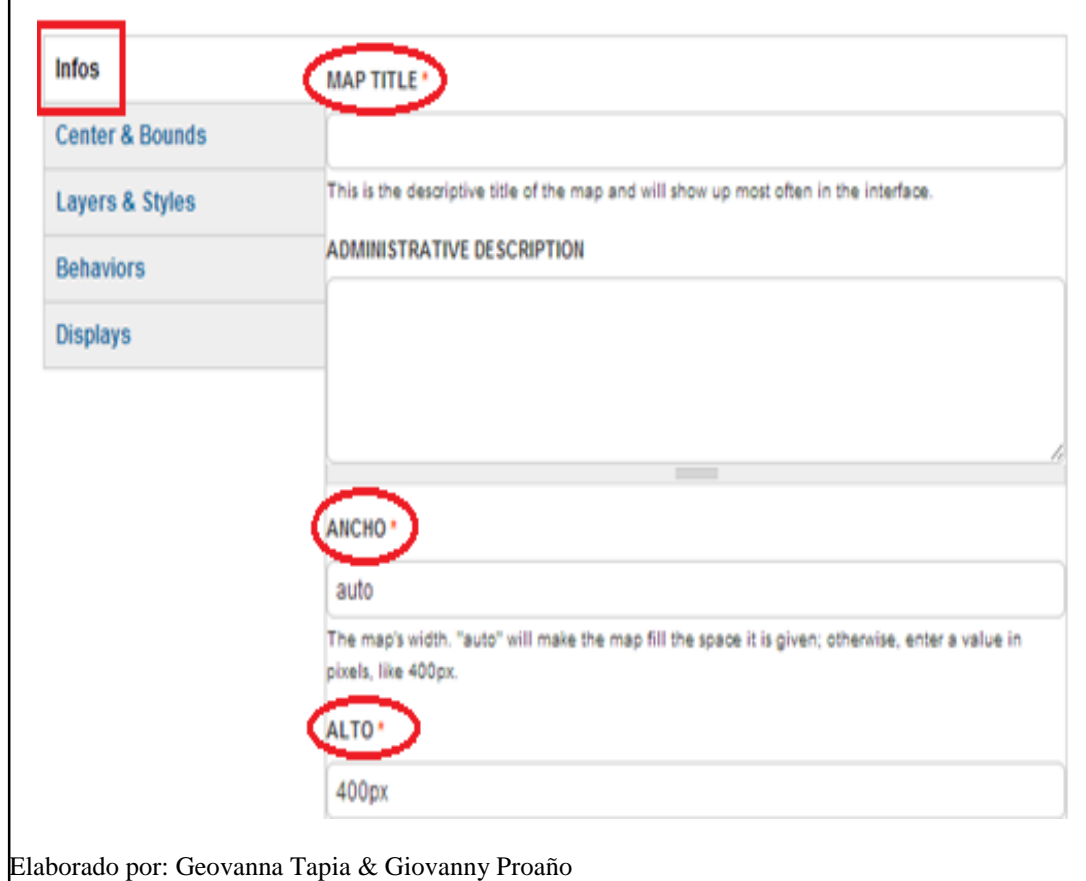 Infos
Center & Bounds
Layers & Styles
Behaviors
Displays
MAP TITLE *
This is the descriptive title of the map and will show up most often in the interface.
ADMINISTRATIVE DESCRIPTION
ANCHO *
auto
The map's width. "auto" will make the map fill the space it is given; otherwise, enter a value in
pixels, like 400px.
ALTO *
400px
Elaborado por: Geovanna Tapia & Giovanny Proaño